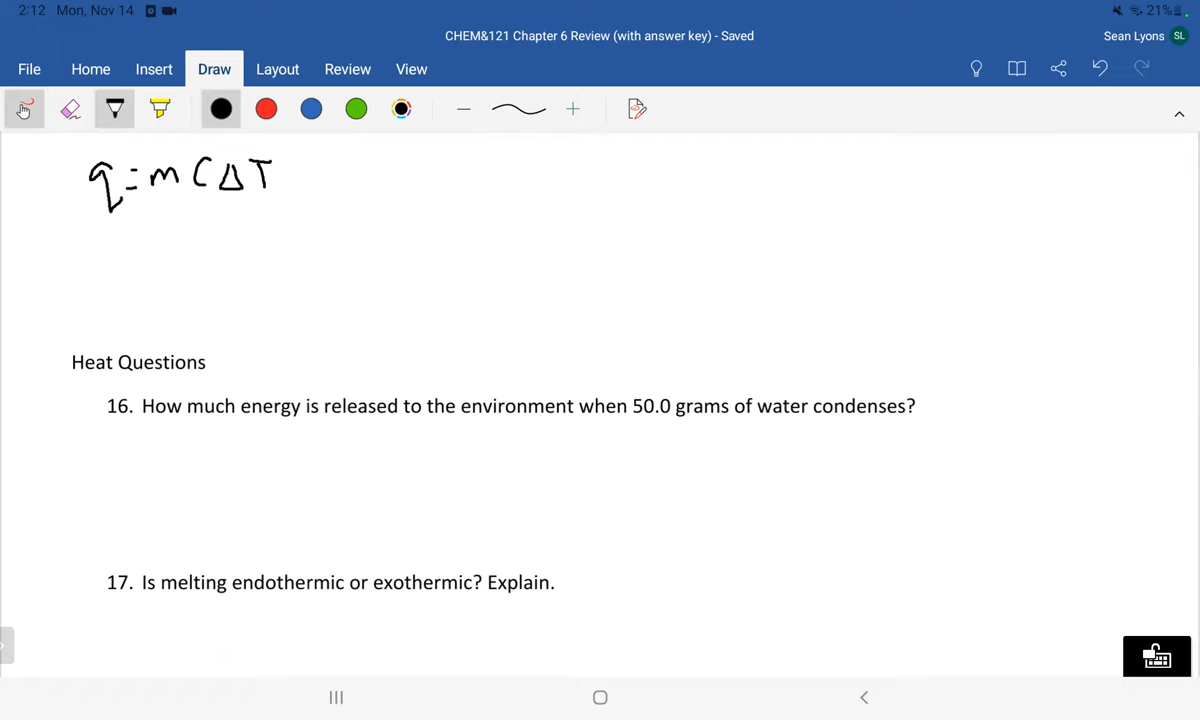 2:12 Mon, Nov 14
21%
CHEM&121 Chapter 6 Review (with answer key) - Saved
Sean Lyons SL
File Home Insert Draw Layout Review View
q = m C Δ T
Heat Questions
16. How much energy is released to the environment when 50.0 grams of water condenses?
17. Is melting endothermic or exothermic? Explain.